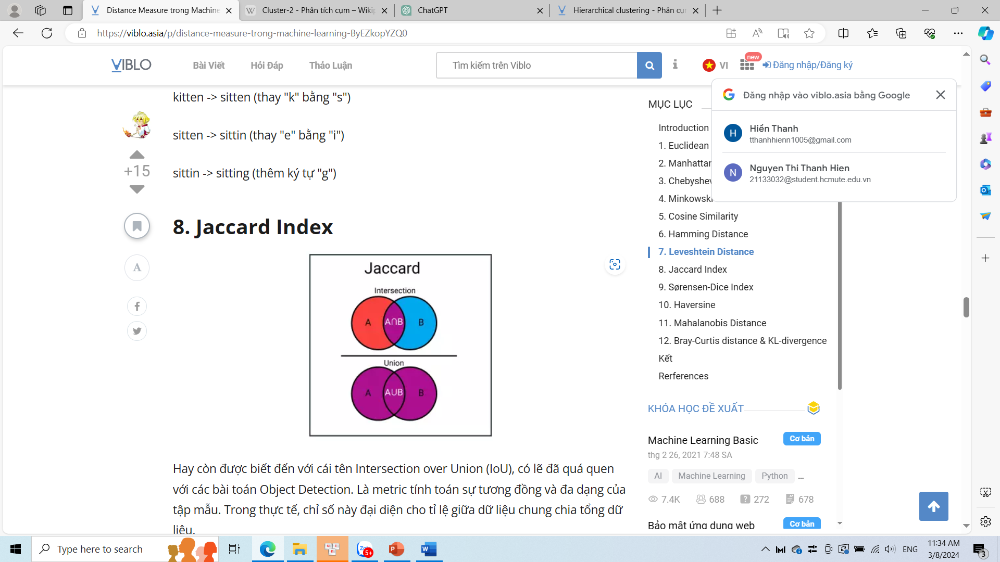 Distance Measure trong Machine
Cluster-2 - Phân tích cụm – Wikip
ChatGPT
Hierarchical clustering - Phân cụm
https://viblo.asia/p/distance-measure-trong-machine-learning-ByEZkopYZQ0
VIBLO
Bài Viết
Hỏi Đáp
Thảo Luận
Tìm kiếm trên Viblo
VI
new
Đăng nhập/Đăng ký
Đăng nhập vào viblo.asia bằng Google
H
Hiền Thanh
tthanhhienn1005@gmail.com
N
Nguyen Thi Thanh Hien
21133032@student.hcmute.edu.vn
kitten -> sitten (thay "k" bằng "s")
sitten -> sittin (thay "e" bằng "i")
sittin -> sitting (thêm ký tự "g")
+15
A
8. Jaccard Index
Jaccard
Intersection
A A∩B B
Union
A AUB B
Hay còn được biết đến với cái tên Intersection over Union (IoU), có lẽ đã quá quen
với các bài toán Object Detection. Là metric tính toán sự tương đồng và đa dạng của
tập mẫu. Trong thực tế, chỉ số này đại diện cho tỉ lệ giữa dữ liệu chung chia tổng dữ
liệu.
MỤC LỤC
Introduction
1. Euclidean
2. Manhattan
3. Chebyshev
4. Minkowski
5. Cosine Similarity
6. Hamming Distance
7. Leveshtein Distance
8. Jaccard Index
9. Sørensen-Dice Index
10. Haversine
11. Mahalanobis Distance
12. Bray-Curtis distance & KL-divergence
Kết
Rerferences
KHÓA HỌC ĐỀ XUẤT
Machine Learning Basic
Cơ bản
thg 2 26, 2021 7:48 SA
AI
Machine Learning
Python
...
7.4K
688
272
678
Bảo mật ứng dụng web
Cơ bản
Type here to search
5+
ENG
11:34 AM
3/8/2024
3